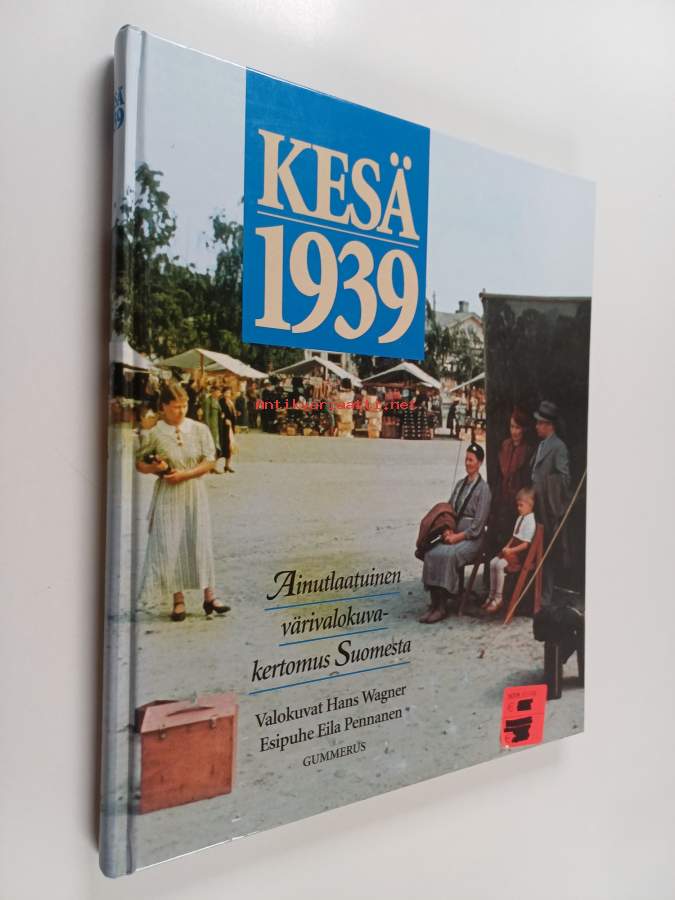 KESÄ
1939
Antikvariaatti.net
Ainutlaatuinen
värivalokuva-
kertomus Suomesta
Valokuvat Hans Wagner
Esipuhe Eila Pennanen
GUMMERUS